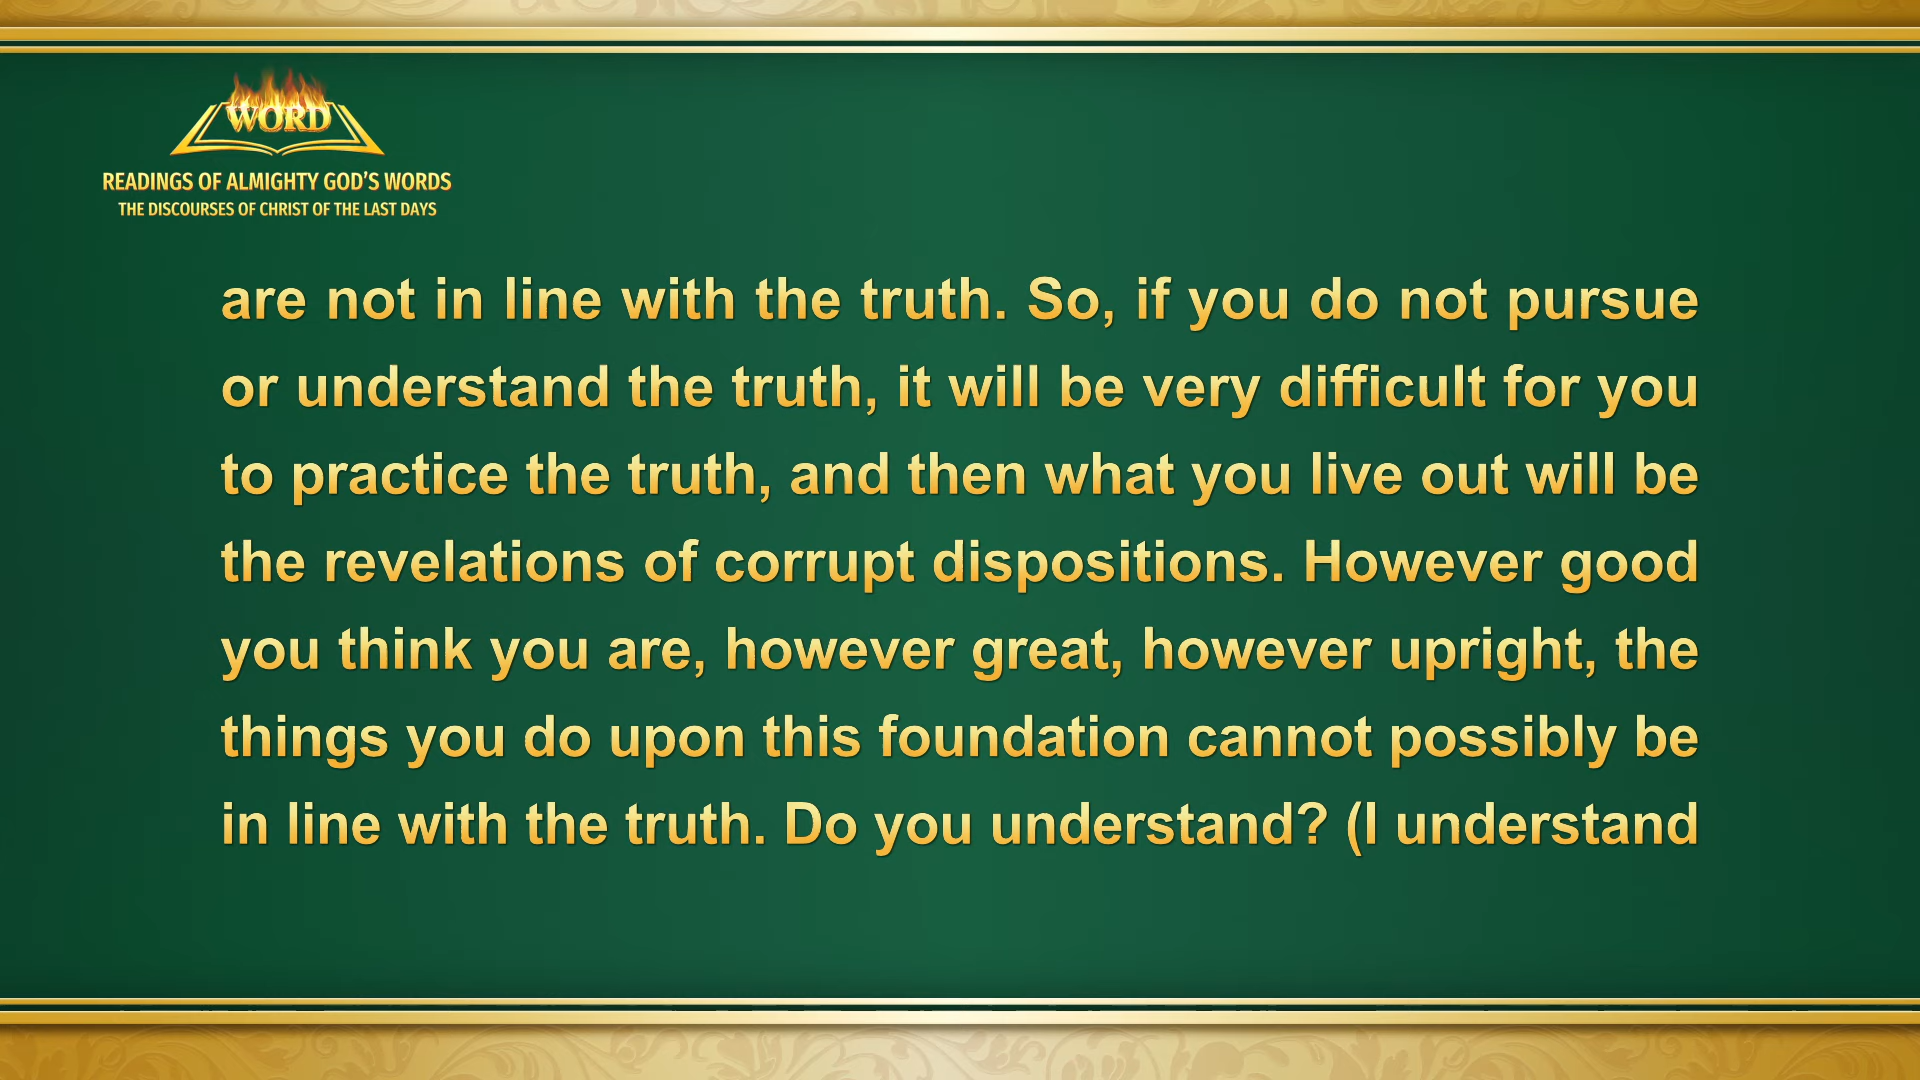 WORD
READINGS OF ALMIGHTY GOD'S WORDS
THE DISCOURSES OF CHRIST OF THE LAST DAYS
are not in line with the truth. So, if you do not pursue
or understand the truth, it will be very difficult for you
to practice the truth, and then what you live out will be
the revelations of corrupt dispositions. However good
you think you are, however great, however upright, the
things you do upon this foundation cannot possibly be
in line with the truth. Do you understand? (I understand